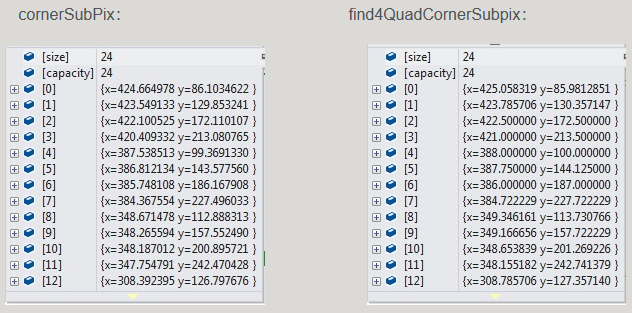 cornerSubPix:
find4QuadCornerSubpix:
[size] 24
[capacity] 24
[0] {x=424.664978 y=86.1034622 }
[1] {x=423.549133 y=129.853241 }
[2] {x=422.100525 y=172.110107 }
[3] {x=420.409332 y=213.080765 }
[4] {x=387.538513 y=99.3691330 }
[5] {x=386.812134 y=143.577560 }
[6] {x=385.748108 y=186.167908 }
[7] {x=384.367554 y=227.496033 }
[8] {x=348.671478 y=112.888313 }
[9] {x=348.265594 y=157.552490 }
[10] {x=348.187012 y=200.895721 }
[11] {x=347.754791 y=242.470428 }
[12] {x=308.392395 y=126.797676 }
[size] 24
[capacity] 24
[0] {x=425.058319 y=85.9812851 }
[1] {x=423.785706 y=130.357147 }
[2] {x=422.500000 y=172.500000 }
[3] {x=421.000000 y=213.500000 }
[4] {x=388.000000 y=100.000000 }
[5] {x=387.750000 y=144.125000 }
[6] {x=386.000000 y=187.000000 }
[7] {x=384.722229 y=227.722229 }
[8] {x=349.346161 y=113.730766 }
[9] {x=349.166656 y=157.722229 }
[10] {x=348.653839 y=201.269226 }
[11] {x=348.155182 y=242.741379 }
[12] {x=308.785706 y=127.357140 }